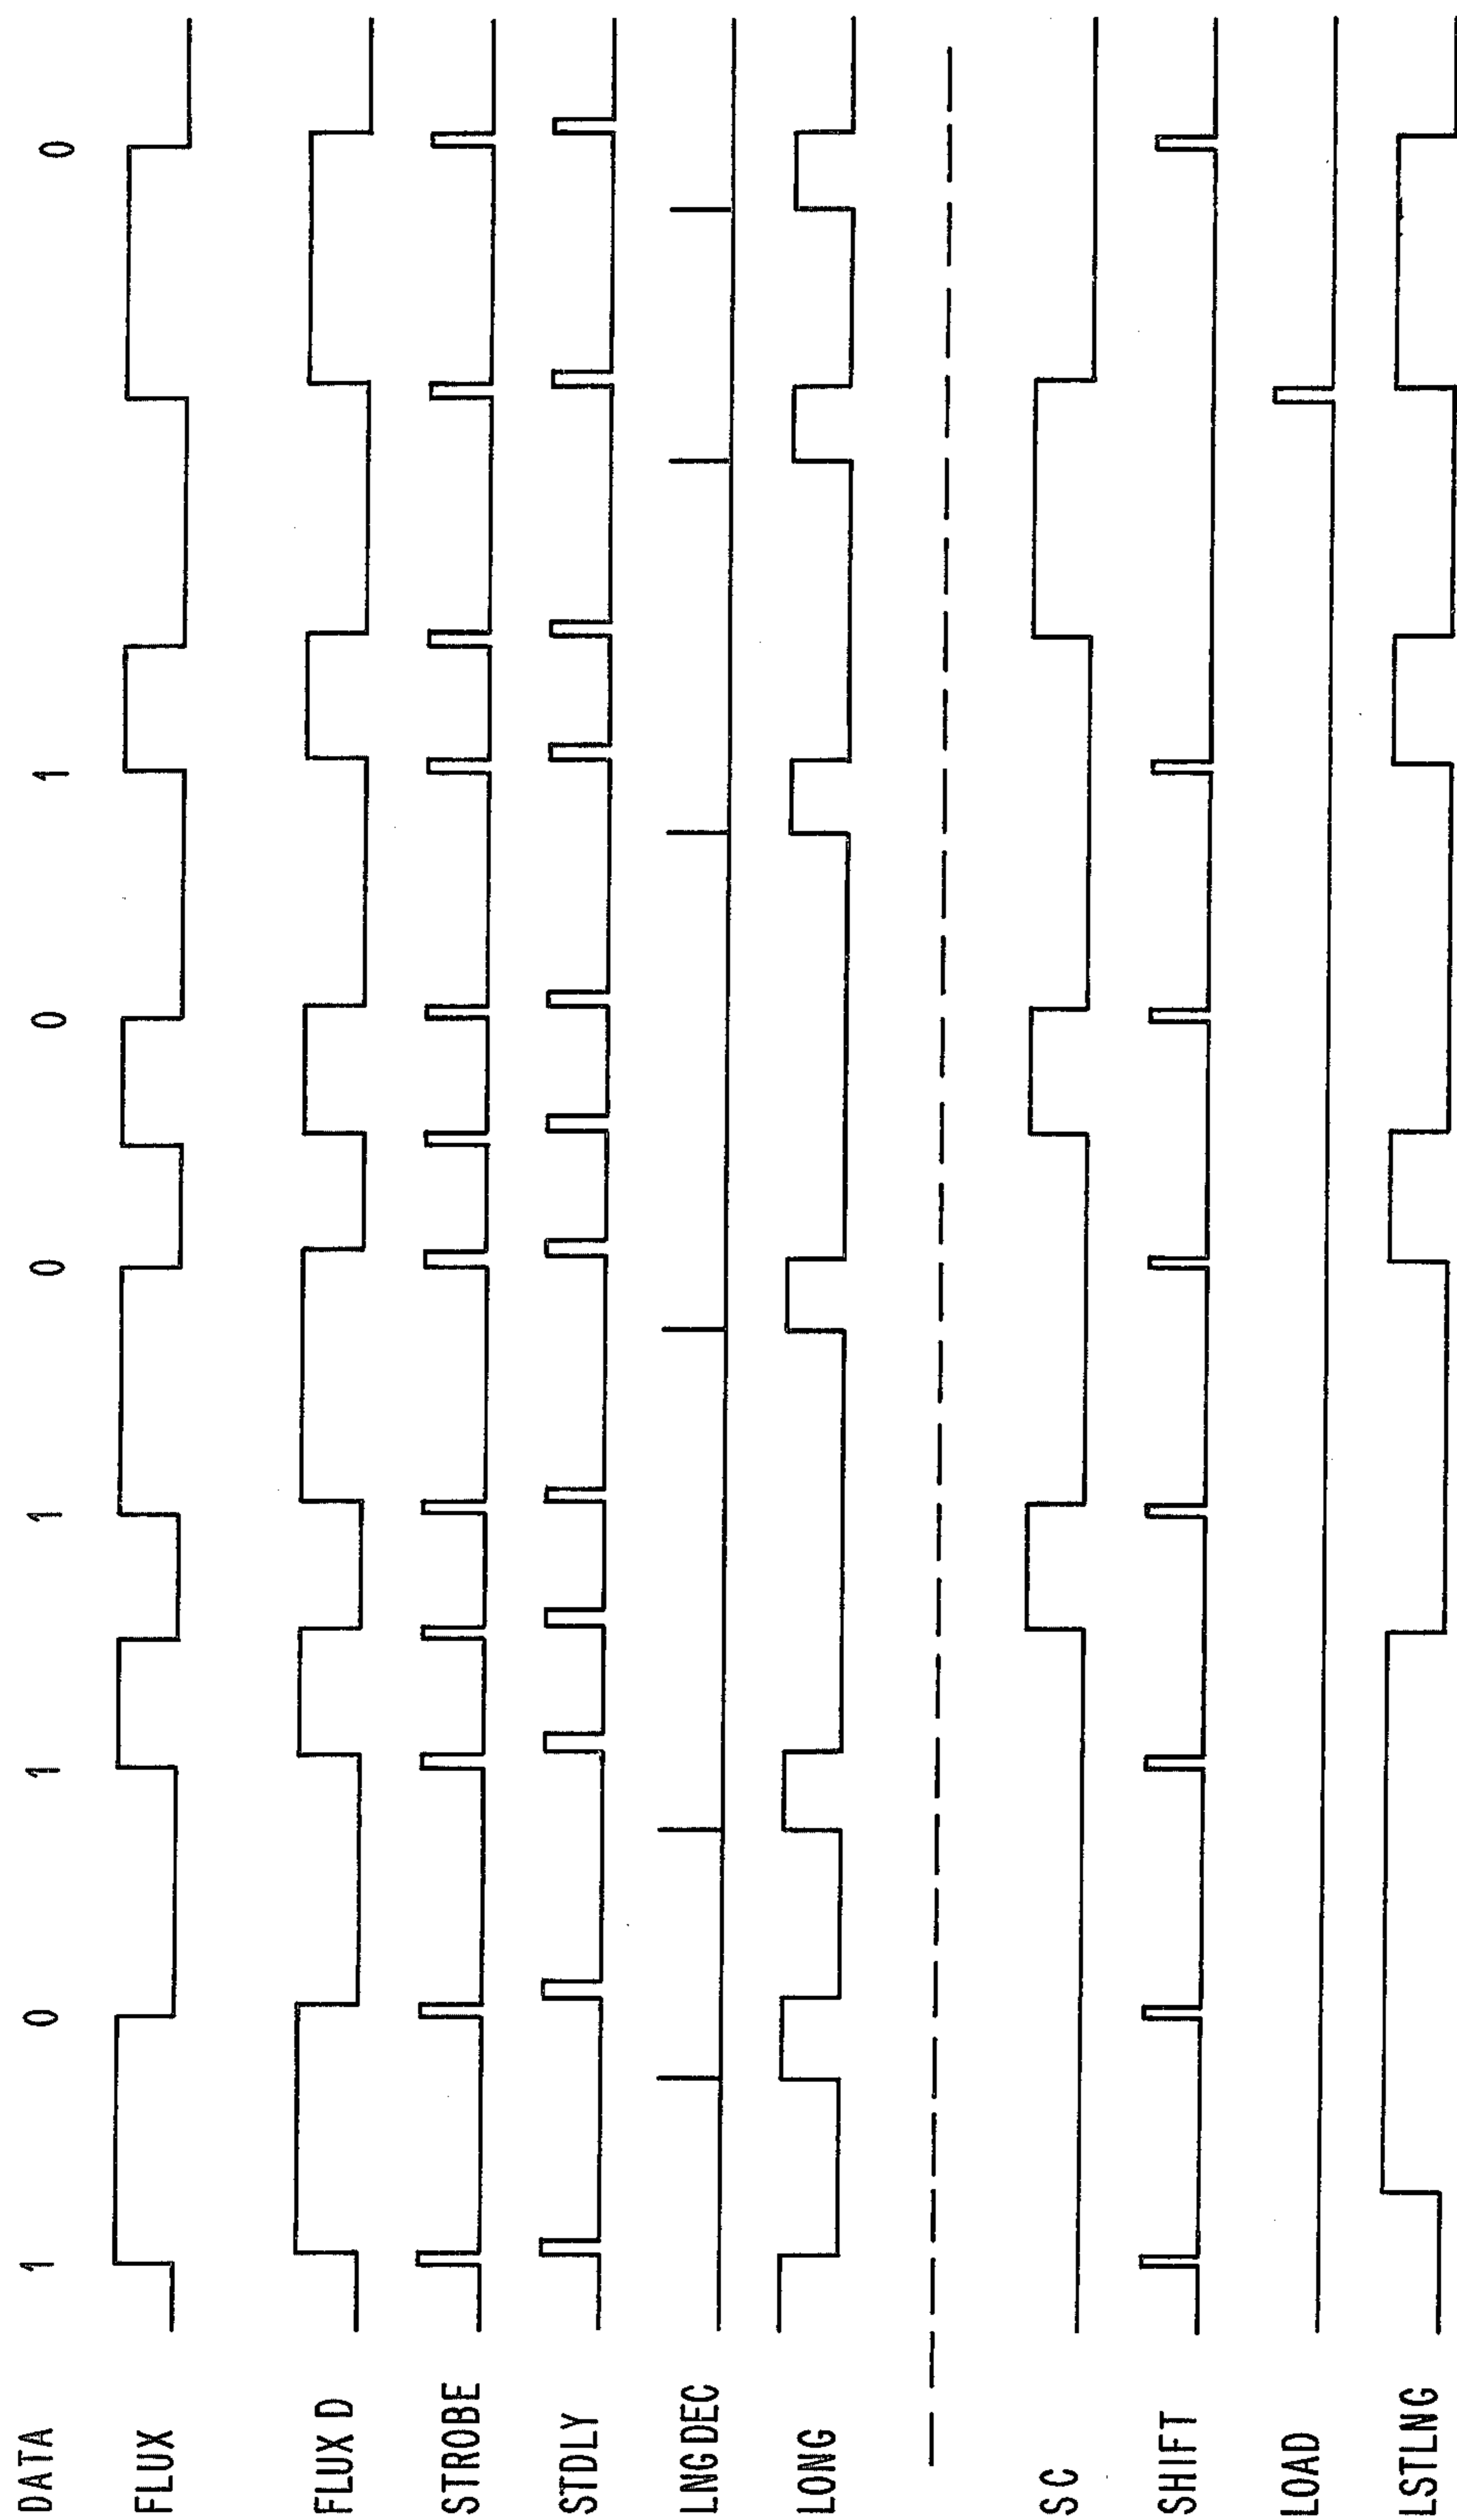 DATA 1 0 1 1 0 0 1 0
FLUX
FLUX D
STROBE
STDLY
LNGDEC
LONG
SC
SHIFT
LOAD
LSTLNG